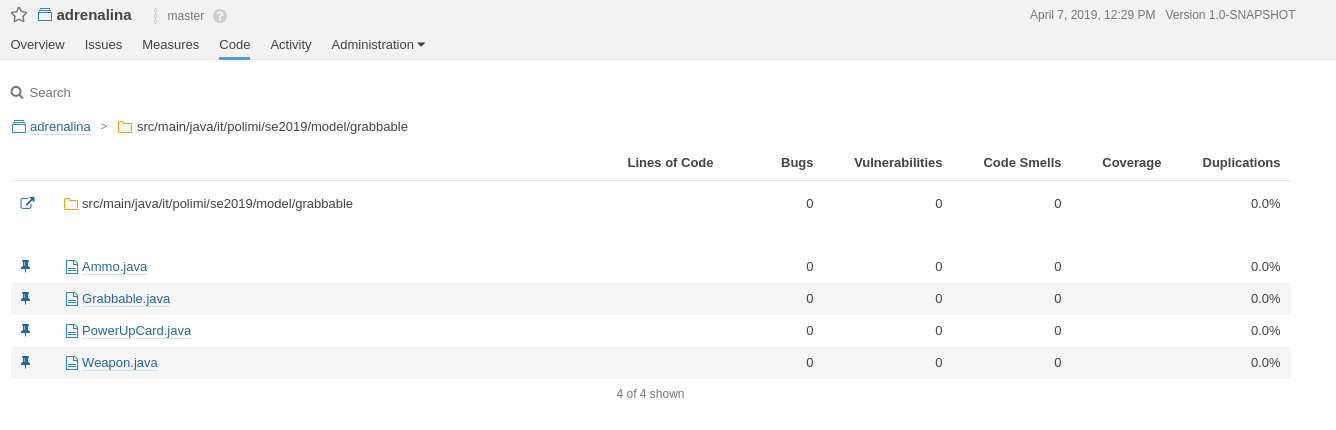 adrenalina master ? April 7, 2019, 12:29 PM Version 1.0-SNAPSHOT
Overview Issues Measures Code Activity Administration
Search
adrenalina > src/main/java/it/polimi/se2019/model/grabbable
Lines of Code Bugs Vulnerabilities Code Smells Coverage Duplications
src/main/java/it/polimi/se2019/model/grabbable 0 0 0 0.0%
Ammo.java 0 0 0 0.0%
Grabbable.java 0 0 0 0.0%
PowerUpCard.java 0 0 0 0.0%
Weapon.java 0 0 0 0.0%
4 of 4 shown